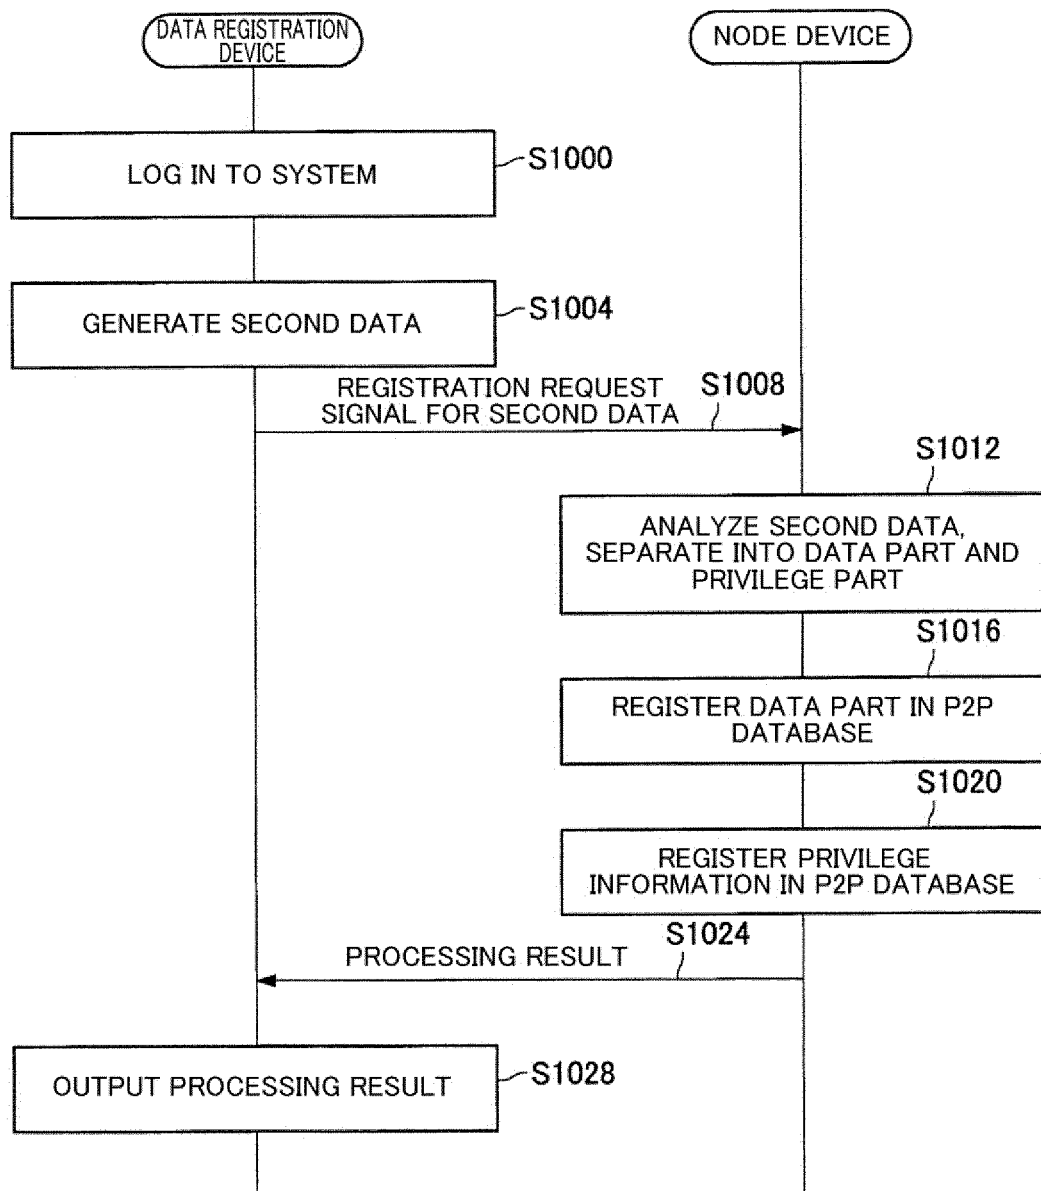 DATA REGISTRATION
DEVICE
NODE DEVICE
LOG IN TO SYSTEM
S1000
GENERATE SECOND DATA
S1004
REGISTRATION REQUEST
SIGNAL FOR SECOND DATA
S1008
S1012
ANALYZE SECOND DATA,
SEPARATE INTO DATA PART AND
PRIVILEGE PART
S1016
REGISTER DATA PART IN P2P
DATABASE
S1020
REGISTER PRIVILEGE
INFORMATION IN P2P DATABASE
S1024
PROCESSING RESULT
OUTPUT PROCESSING RESULT
S1028